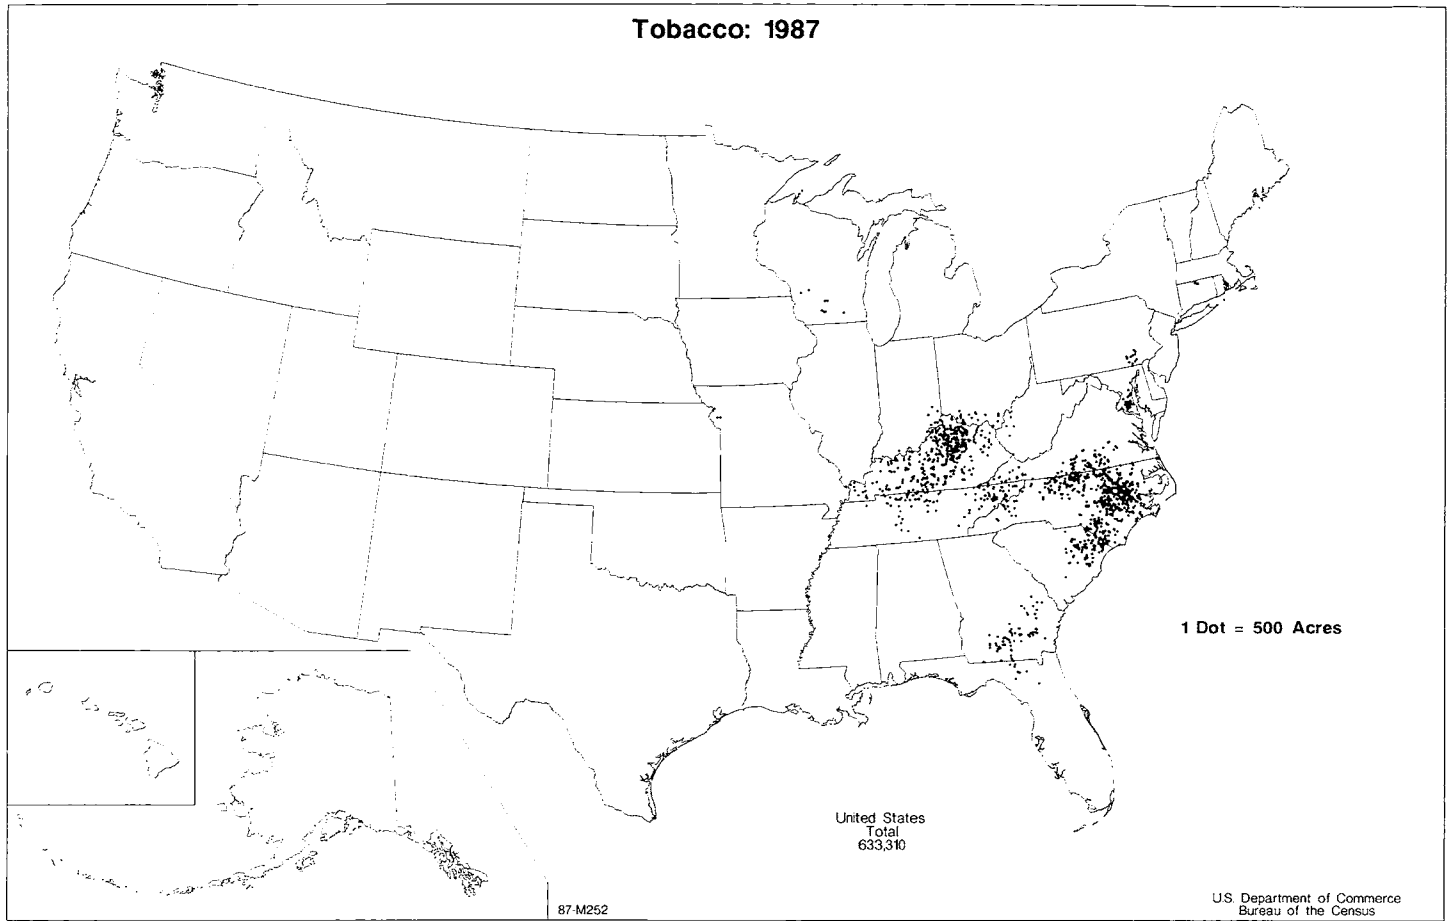 Tobacco: 1987
1 Dot = 500 Acres
United States
Total
633,310
87-M252
U.S. Department of Commerce
Bureau of the Census